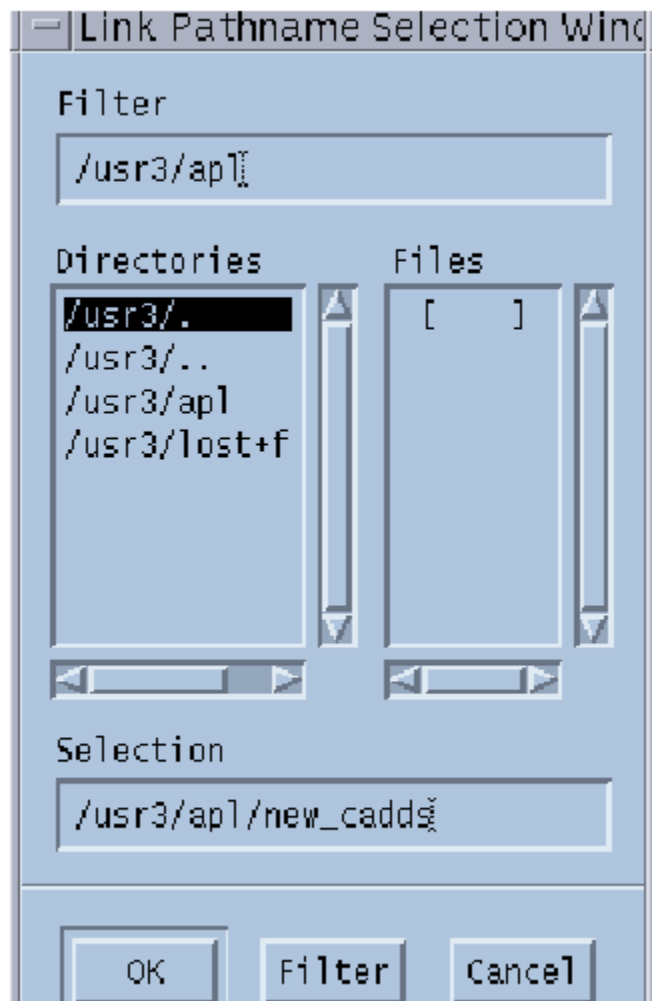 Link Pathname Selection Wind
Filter
/usr3/apl
Directories
Files
/usr3/.
[ ]
/usr3/..
/usr3/apl
/usr3/lost+f
Selection
/usr3/apl/new_cadds
OK
Filter
Cancel